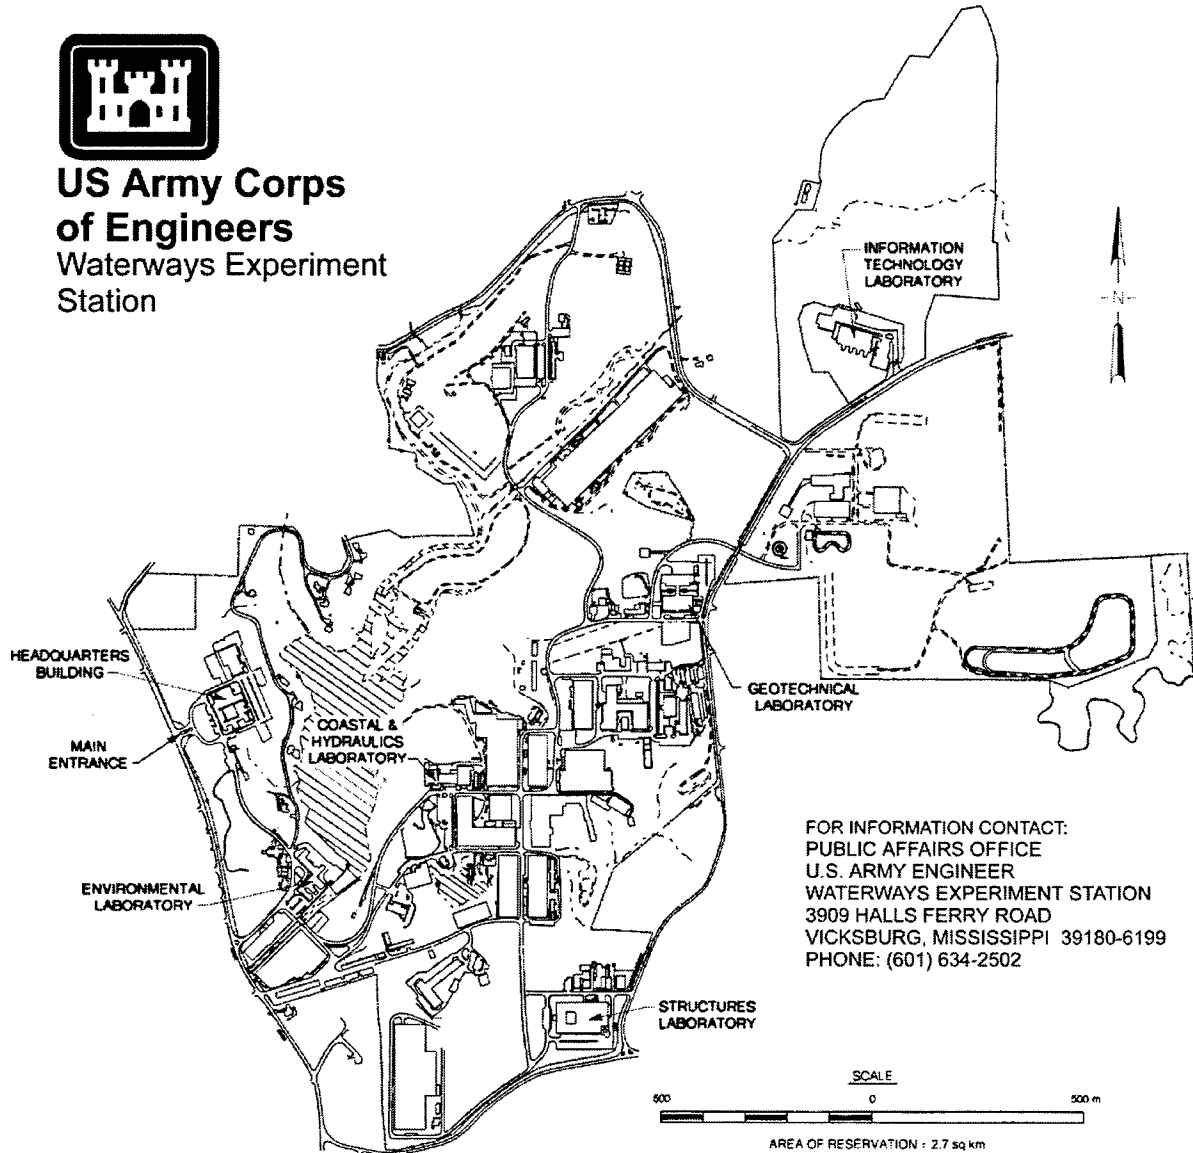 US Army Corps
of Engineers
Waterways Experiment
Station
INFORMATION
TECHNOLOGY
LABORATORY
N
HEADQUARTERS
BUILDING
MAIN
ENTRANCE
COASTAL &
HYDRAULICS
LABORATORY
GEOTECHNICAL
LABORATORY
ENVIRONMENTAL
LABORATORY
STRUCTURES
LABORATORY
FOR INFORMATION CONTACT:
PUBLIC AFFAIRS OFFICE
U.S. ARMY ENGINEER
WATERWAYS EXPERIMENT STATION
3909 HALLS FERRY ROAD
VICKSBURG, MISSISSIPPI 39180-6199
PHONE: (601) 634-2502
SCALE
500 0 500 m
AREA OF RESERVATION : 2.7 sq km